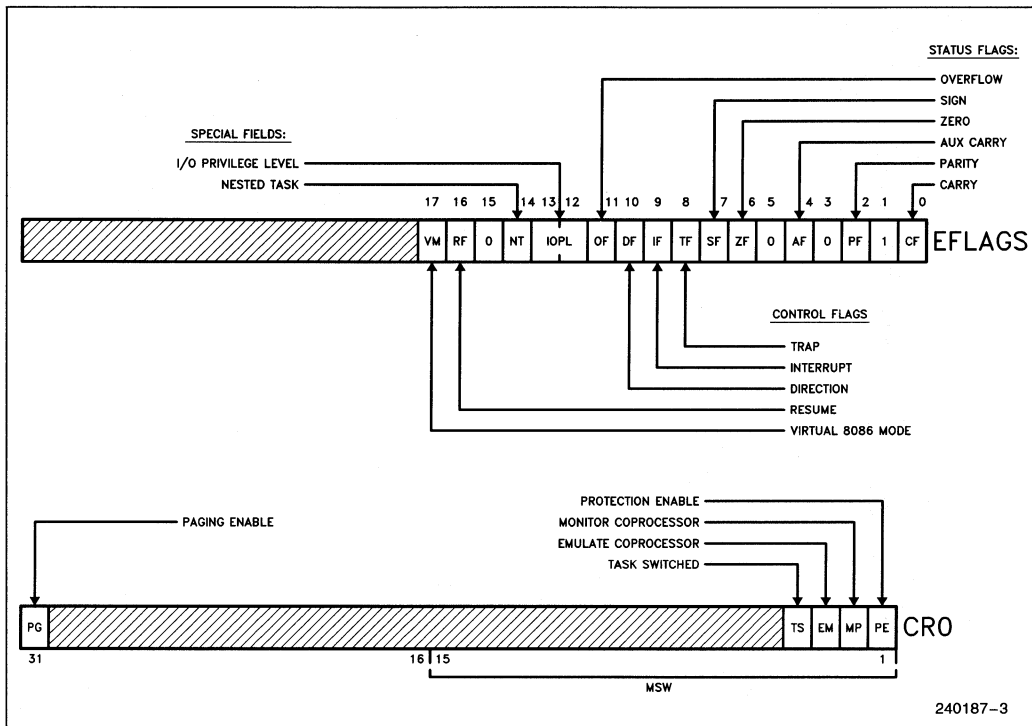 STATUS FLAGS:
OVERFLOW
SIGN
ZERO
AUX CARRY
PARITY
CARRY
SPECIAL FIELDS:
I/O PRIVILEGE LEVEL
NESTED TASK
17 16 15 14 13 12 11 10 9 8 7 6 5 4 3 2 1 0
VM RF 0 NT IOPL OF DF IF TF SF ZF 0 AF 0 PF 1 CF EFLAGS
CONTROL FLAGS
TRAP
INTERRUPT
DIRECTION
RESUME
VIRTUAL 8086 MODE
PAGING ENABLE
PROTECTION ENABLE
MONITOR COPROCESSOR
EMULATE COPROCESSOR
TASK SWITCHED
PG TS EM MP PE CR0
31 16 15 1
MSW
240187-3